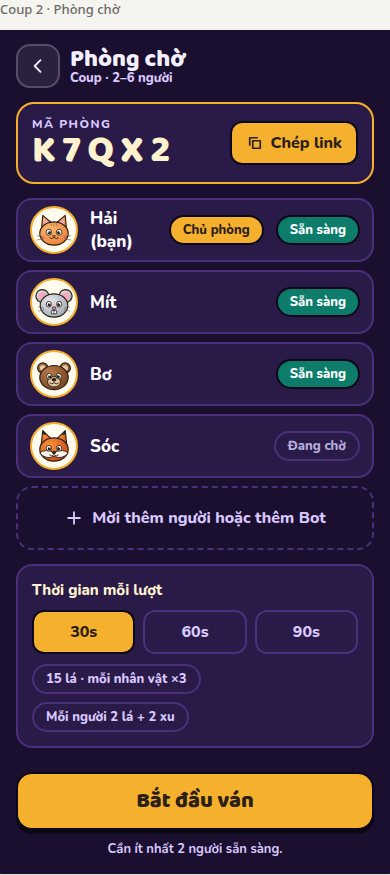 Coup 2 · Phòng chờ
Phòng chờ
Coup · 2–6 người
MÃ PHÒNG
K7QX2
Chép link
Hải
(bạn)
Chủ phòng
Sẵn sàng
Mít
Sẵn sàng
Bơ
Sẵn sàng
Sóc
Đang chờ
Mời thêm người hoặc thêm Bot
Thời gian mỗi lượt
30s
60s
90s
15 lá · mỗi nhân vật ×3
Mỗi người 2 lá + 2 xu
Bắt đầu ván
Cần ít nhất 2 người sẵn sàng.